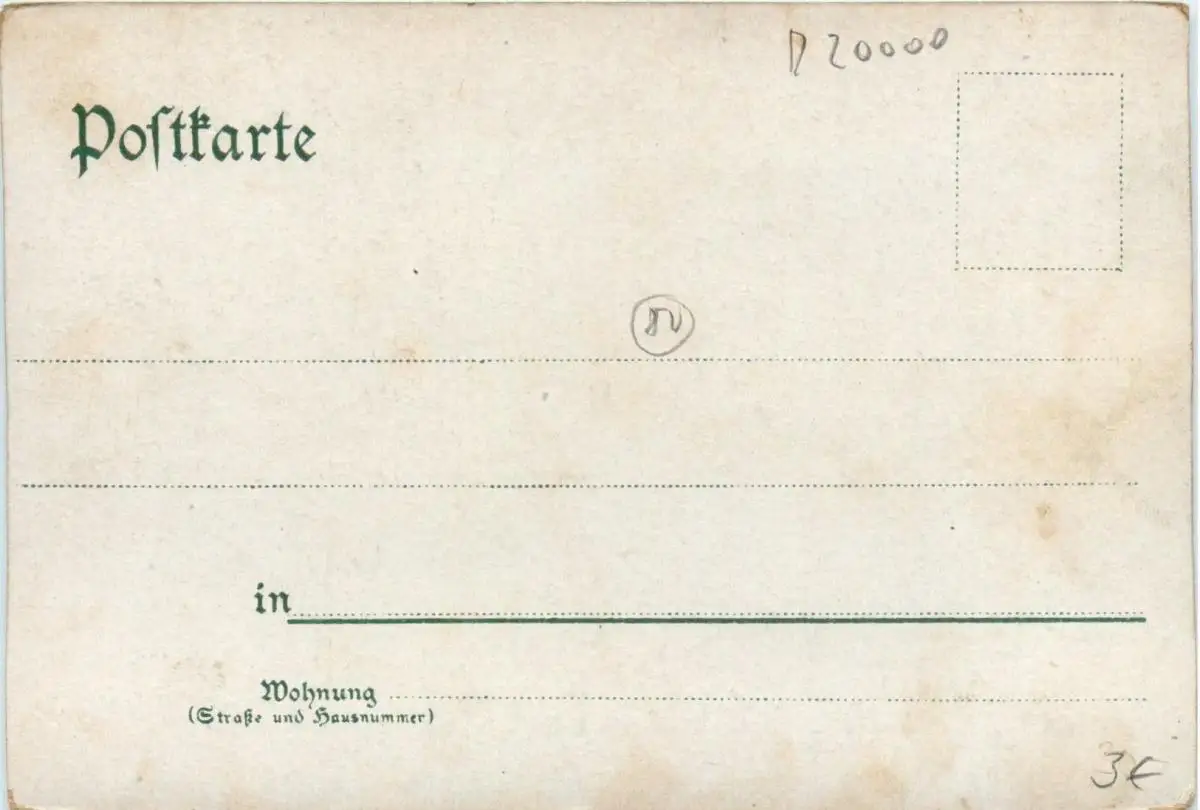 D 20000
Poſtkarte
in
Wohnung
(Straße und Hausnummer)
3€